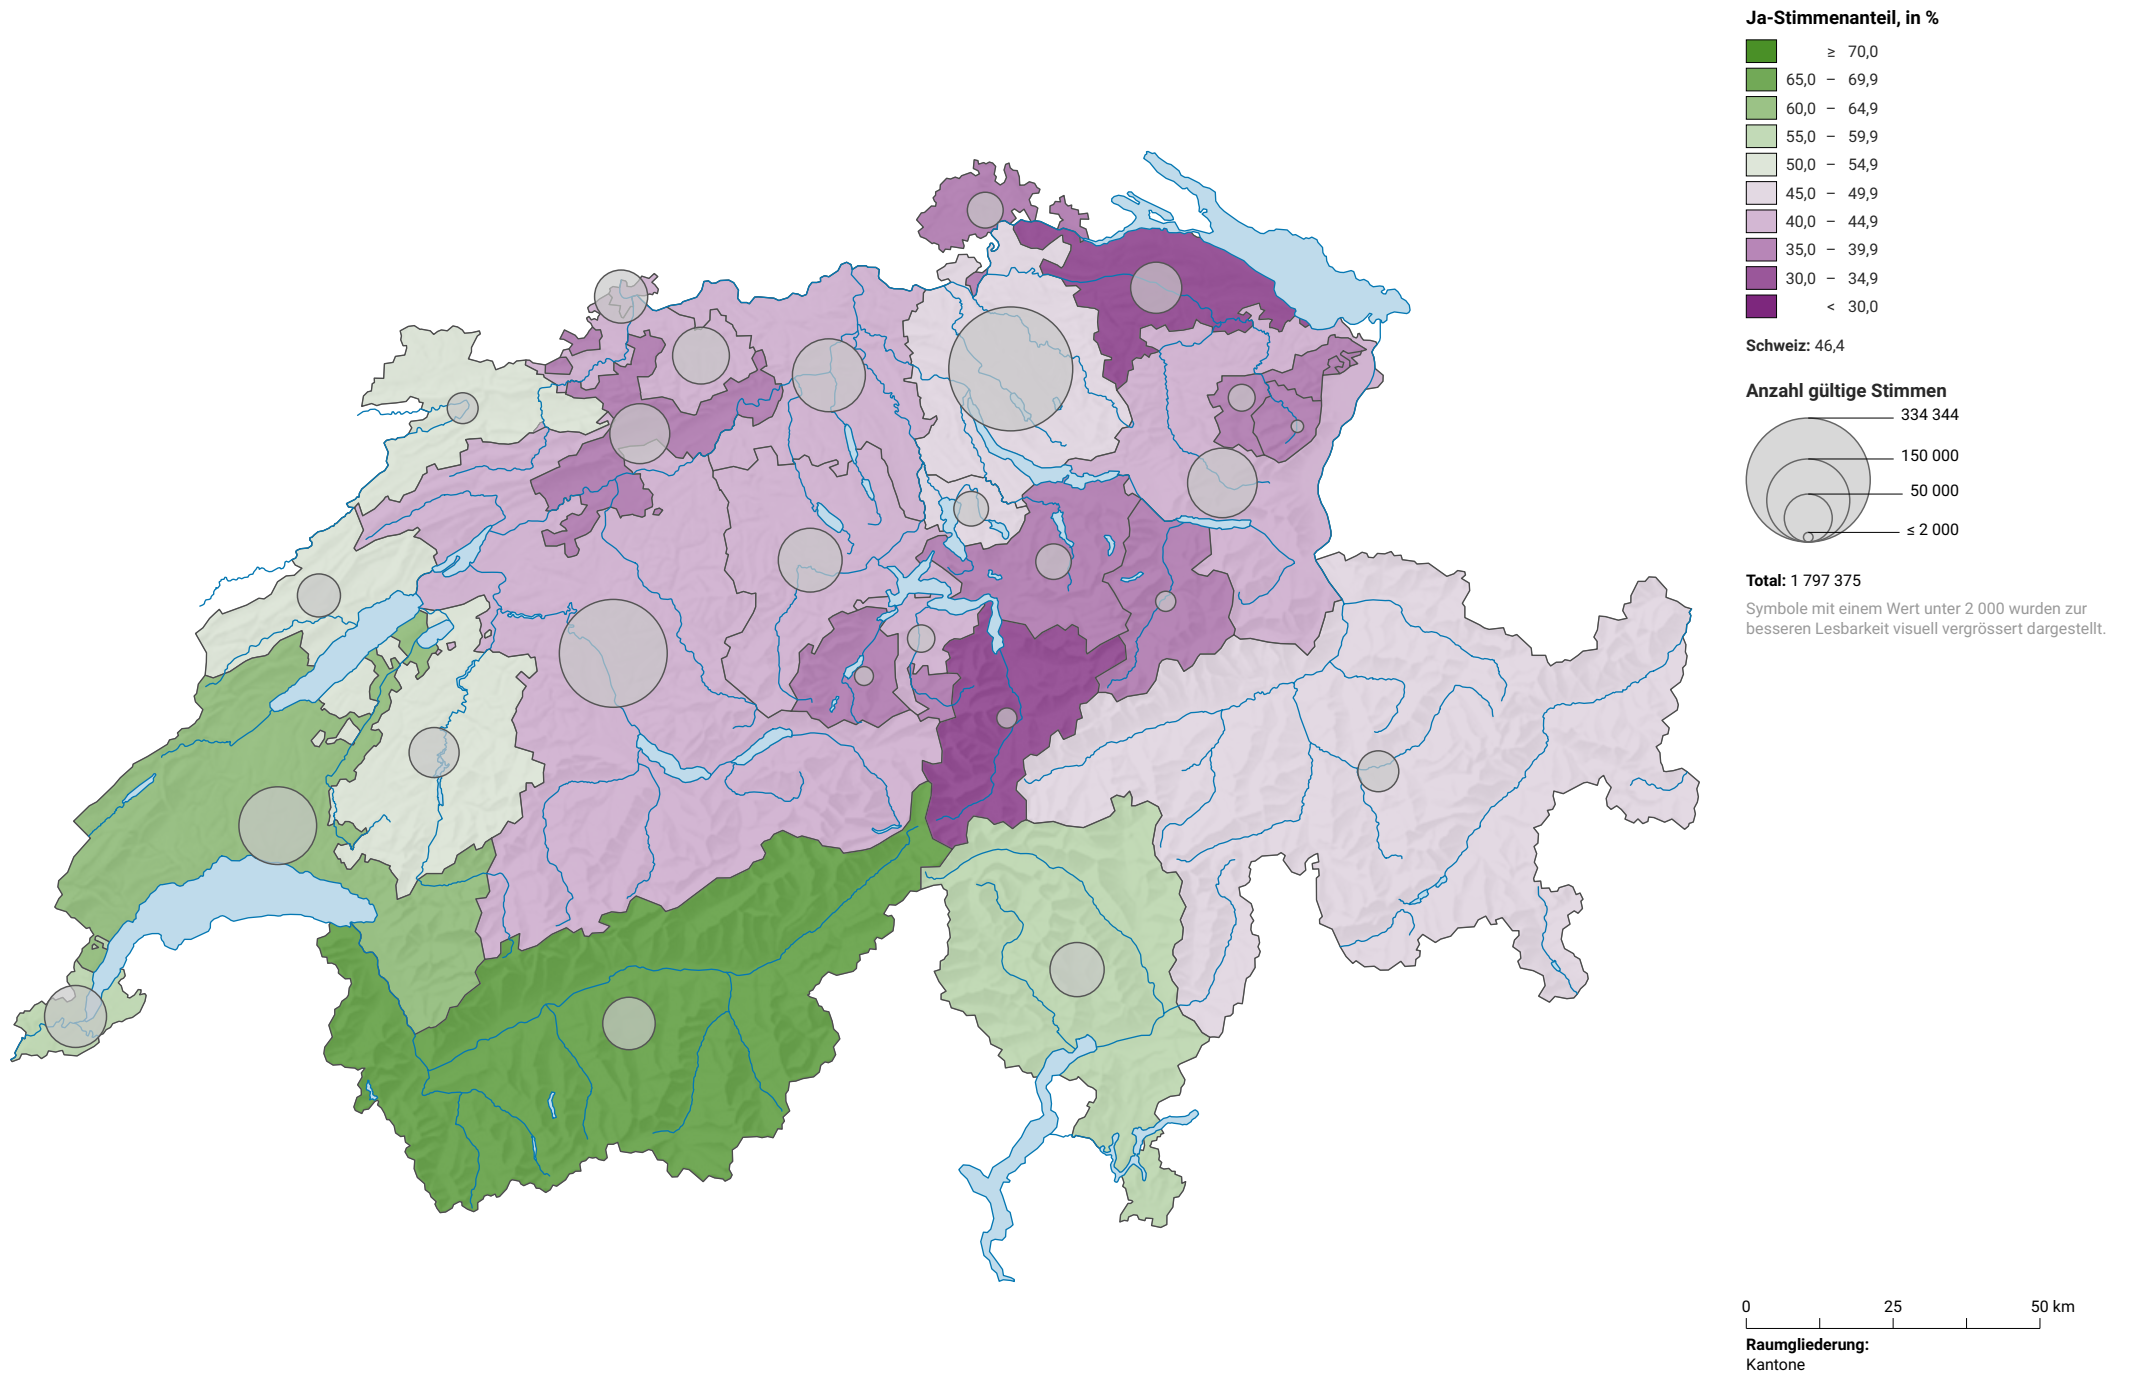 Ja-Stimmenanteil, in %
≥ 70,0
65,0 – 69,9
60,0 – 64,9
55,0 – 59,9
50,0 – 54,9
45,0 – 49,9
40,0 – 44,9
35,0 – 39,9
30,0 – 34,9
< 30,0
Schweiz: 46,4
Anzahl gültige Stimmen
334 344
150 000
50 000
≤ 2 000
Total: 1 797 375
Symbole mit einem Wert unter 2 000 wurden zur
besseren Lesbarkeit visuell vergrössert dargestellt.
0 25 50 km
Raumgliederung:
Kantone